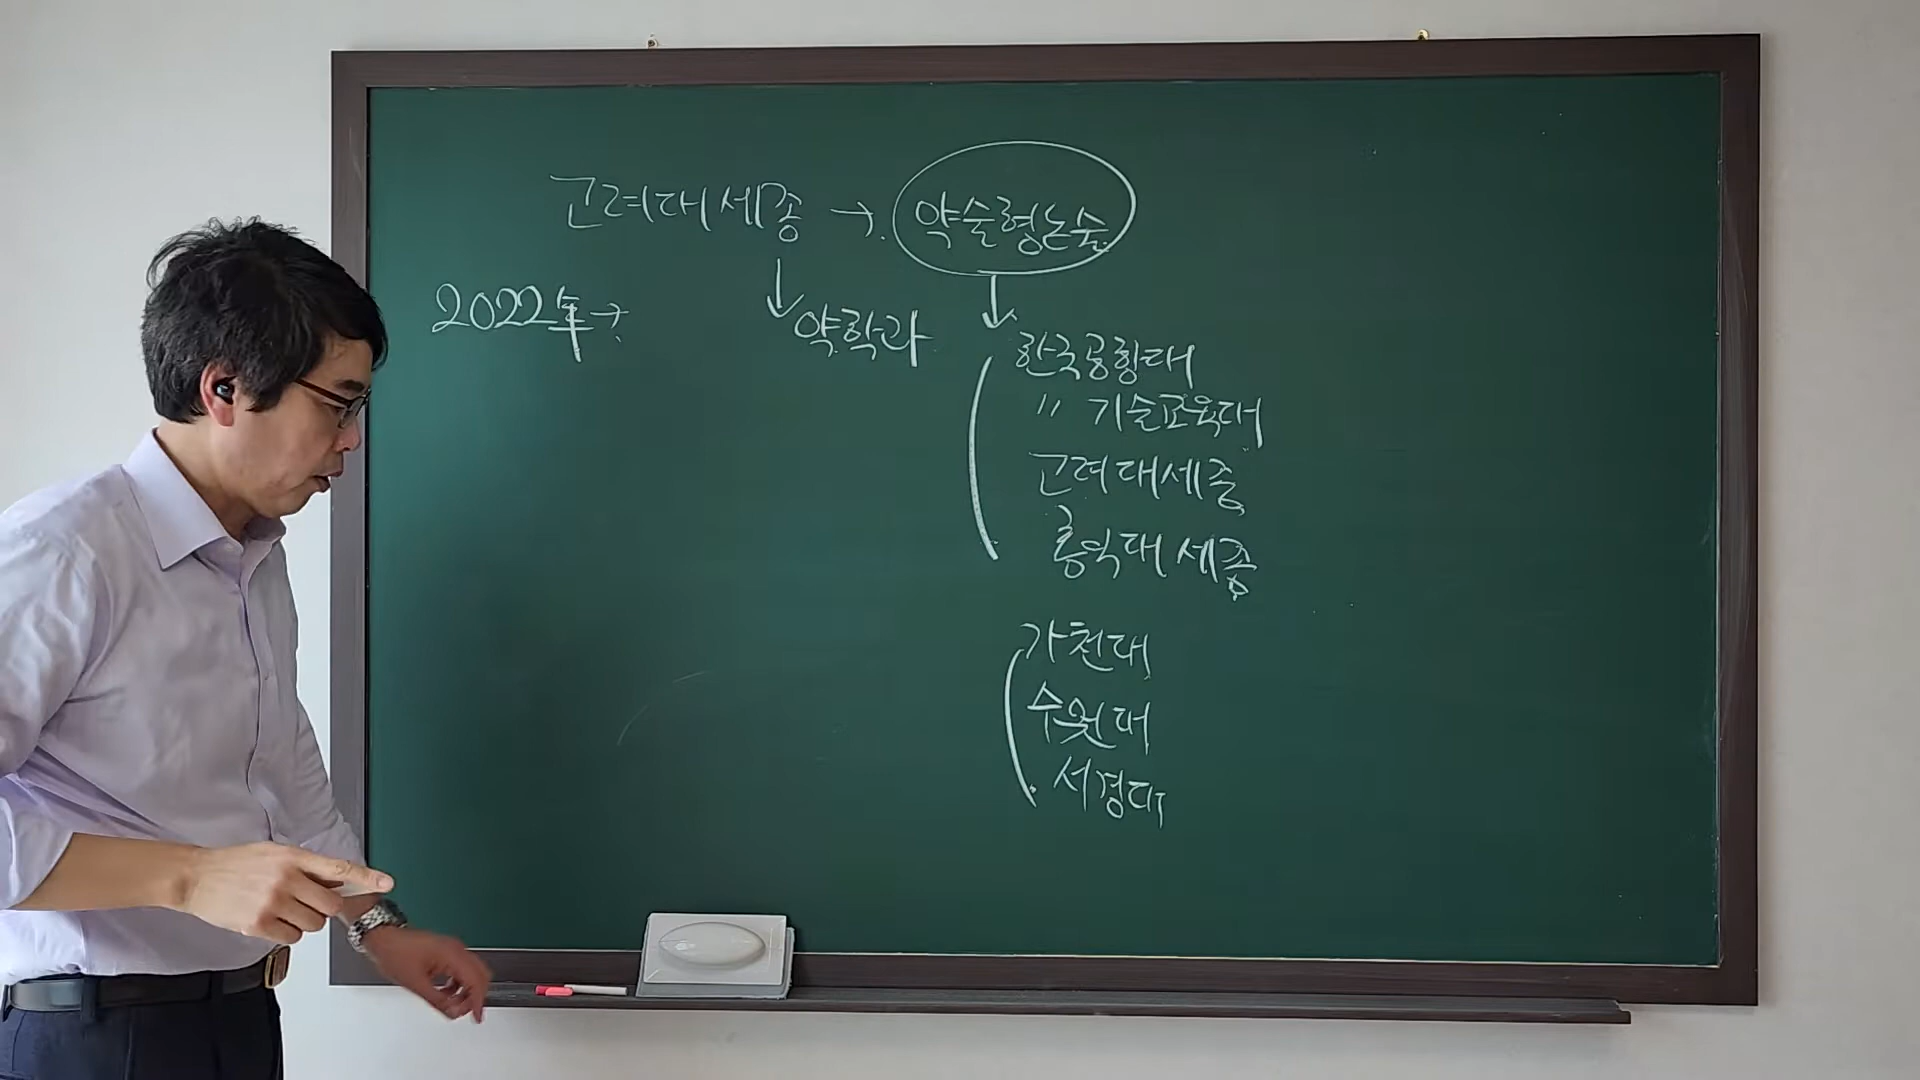 고려대세종 → 약술형논술
2022年→
↓ 약학과
↓
한국공항대
〃 기술교육대
고려대세종
홍익대 세종
가천대
수원대
서경대